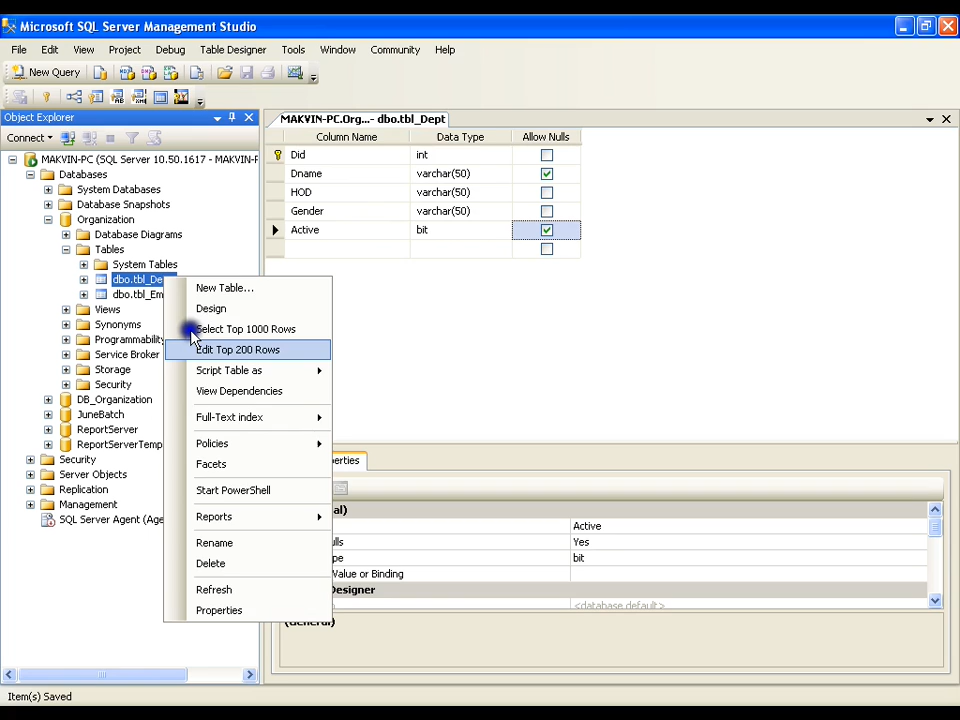 Microsoft SQL Server Management Studio
File Edit View Project Debug Table Designer Tools Window Community Help
New Query
Object Explorer
Connect
MAKVIN-PC (SQL Server 10.50.1617 - MAKVIN-F
Databases
System Databases
Database Snapshots
Organization
Database Diagrams
Tables
System Tables
dbo.tbl_De
dbo.tbl_Em
Views
Synonyms
Programmability
Service Broker
Storage
Security
DB_Organization
JuneBatch
ReportServer
ReportServerTemp
Security
Server Objects
Replication
Management
SQL Server Agent (Age
New Table...
Design
Select Top 1000 Rows
Edit Top 200 Rows
Script Table as
View Dependencies
Full-Text index
Policies
Facets
Start PowerShell
Reports
Rename
Delete
Refresh
Properties
MAKVIN-PC.Org...- dbo.tbl_Dept
Column Name Data Type Allow Nulls
Did int
Dname varchar(50)
HOD varchar(50)
Gender varchar(50)
Active bit
erties
al)
Active
ulls Yes
pe bit
Value or Binding
Designer
<database default>
(General)
Item(s) Saved